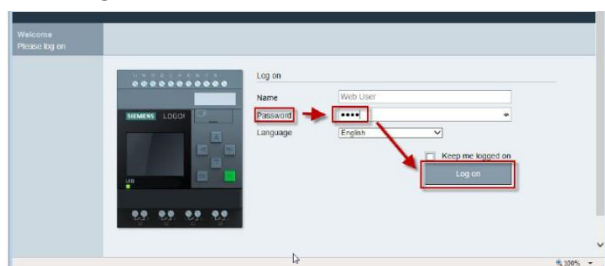 Welcome
Please log on
Log on
Name Web User
Password ••••
Language English
Keep me logged on
Log on
SIEMENS LOGO!
100%